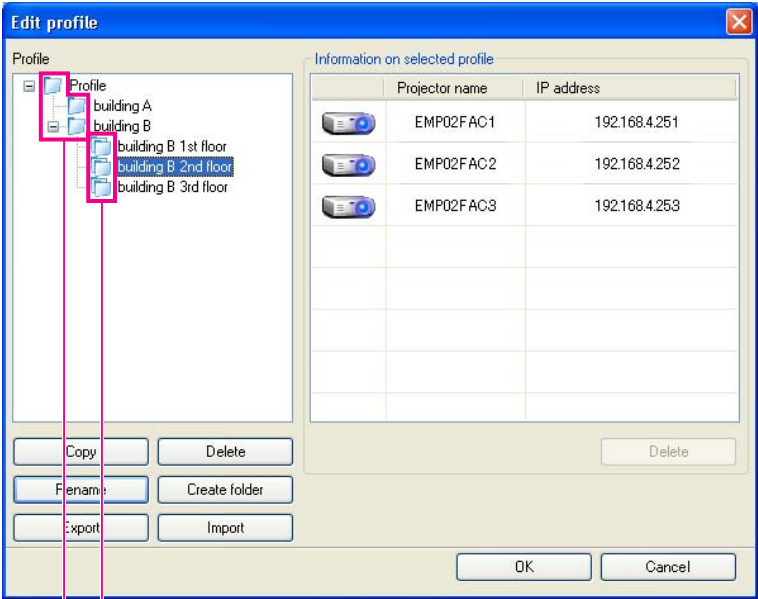 Edit profile
Profile
Profile
building A
building B
building B 1st floor
building B 2nd floor
building B 3rd floor
Copy
Delete
Rename
Create folder
Export
Import
Information on selected profile
Projector name IP address
EMP02FAC1 192.168.4.251
EMP02FAC2 192.168.4.252
EMP02FAC3 192.168.4.253
Delete
OK
Cancel